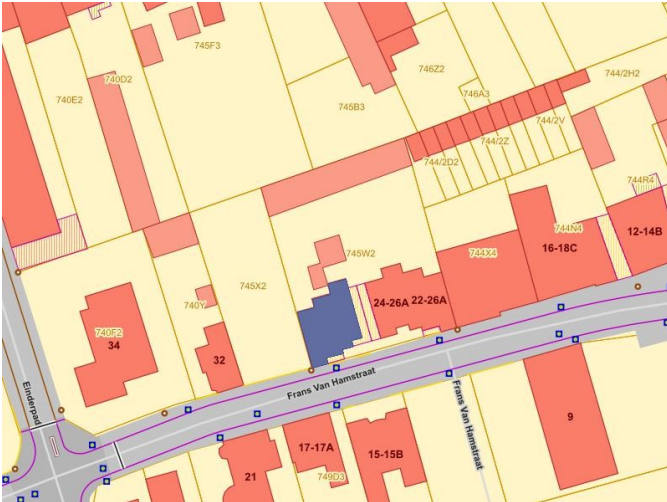 745F3
740D2
740E2
746Z2
744/2H2
746A3
745B3
744/2V
744/2Z
744/2D2
744R4
12-14B
744N4
16-18C
744X4
745W2
745X2
740Y
24-26A
22-26A
740F2
34
32
Frans Van Hamstraat
Einderpad
Frans Van Hamstraat
9
17-17A
15-15B
21
749D3